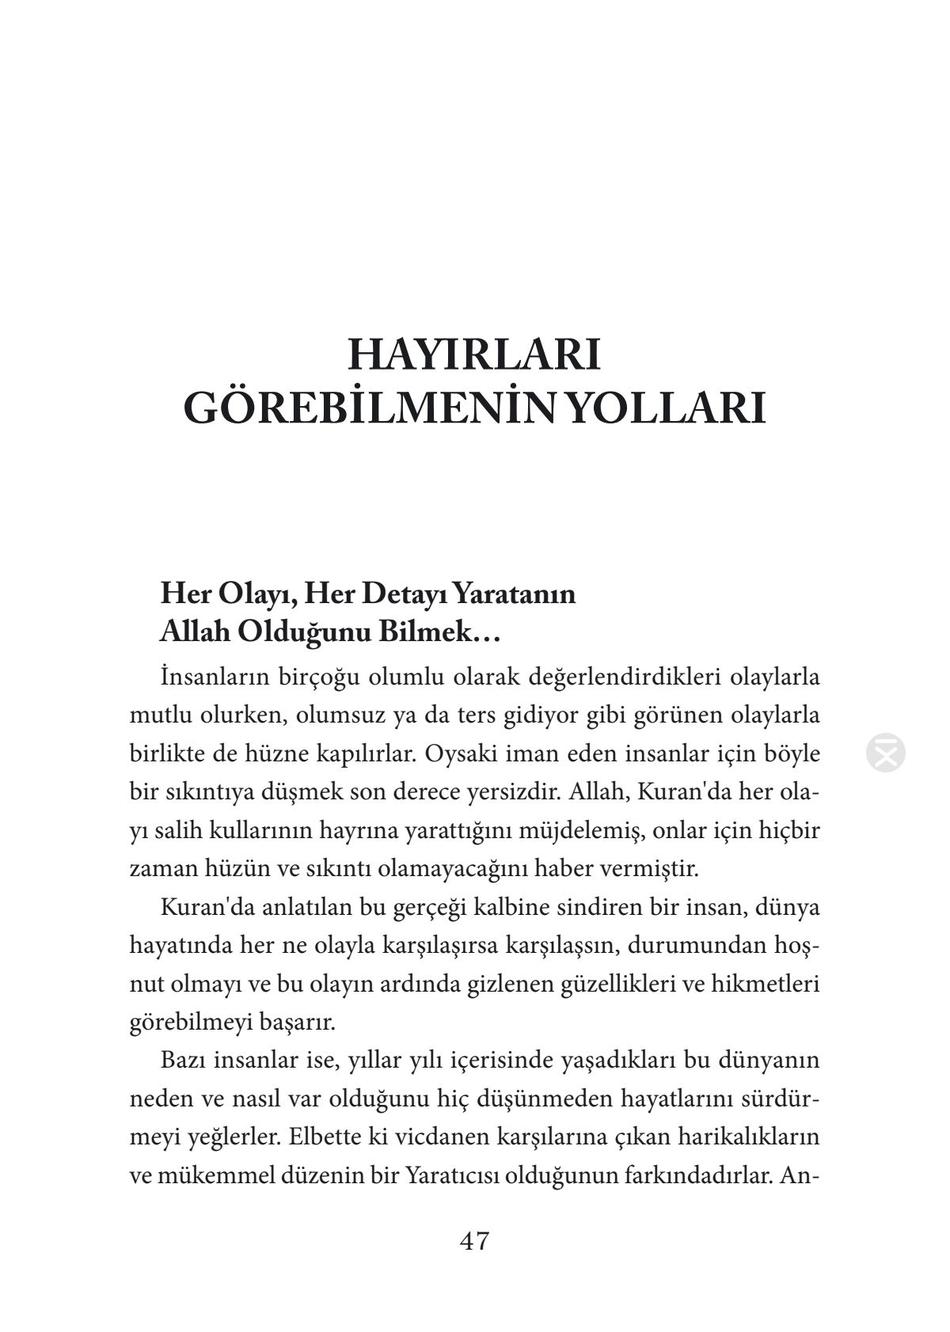 HAYIRLARI
GÖREBİLMENİN YOLLARI
Her Olayı, Her Detayı Yaratanın
Allah Olduğunu Bilmek…
İnsanların birçoğu olumlu olarak değerlendirdikleri olaylarla
mutlu olurken, olumsuz ya da ters gidiyor gibi görünen olaylarla
birlikte de hüzne kapılırlar. Oysaki iman eden insanlar için böyle
bir sıkıntıya düşmek son derece yersizdir. Allah, Kuran'da her ola-
yı salih kullarının hayrına yarattığını müjdelemiş, onlar için hiçbir
zaman hüzün ve sıkıntı olamayacağını haber vermiştir.
Kuran'da anlatılan bu gerçeği kalbine sindiren bir insan, dünya
hayatında her ne olayla karşılaşırsa karşılaşsın, durumundan hoş-
nut olmayı ve bu olayın ardında gizlenen güzellikleri ve hikmetleri
görebilmeyi başarır.
Bazı insanlar ise, yıllar yılı içerisinde yaşadıkları bu dünyanın
neden ve nasıl var olduğunu hiç düşünmeden hayatlarını sürdür-
meyi yeğlerler. Elbette ki vicdanen karşılarına çıkan harikalıkların
ve mükemmel düzenin bir Yaratıcısı olduğunun farkındadırlar. An-
47